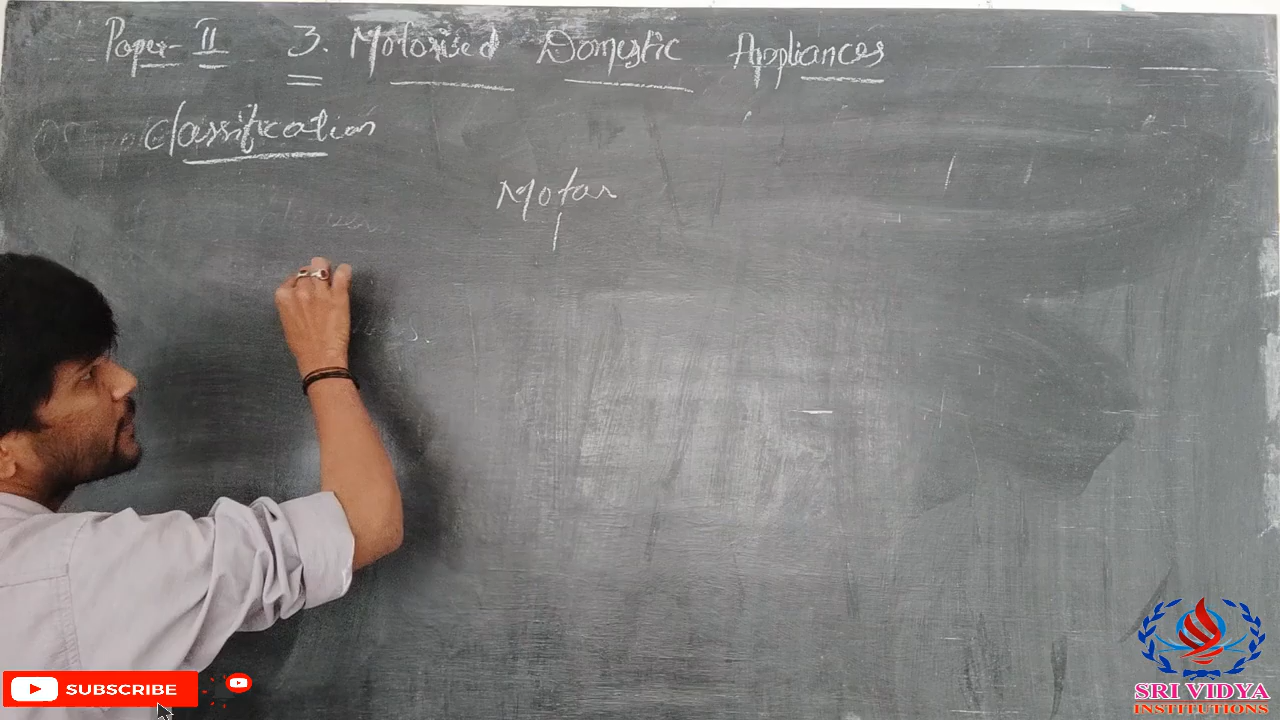 Paper-II 3. Motorised Domestic Appliances
Classification
Motor
SUBSCRIBE
SRI VIDYA
INSTITUTIONS